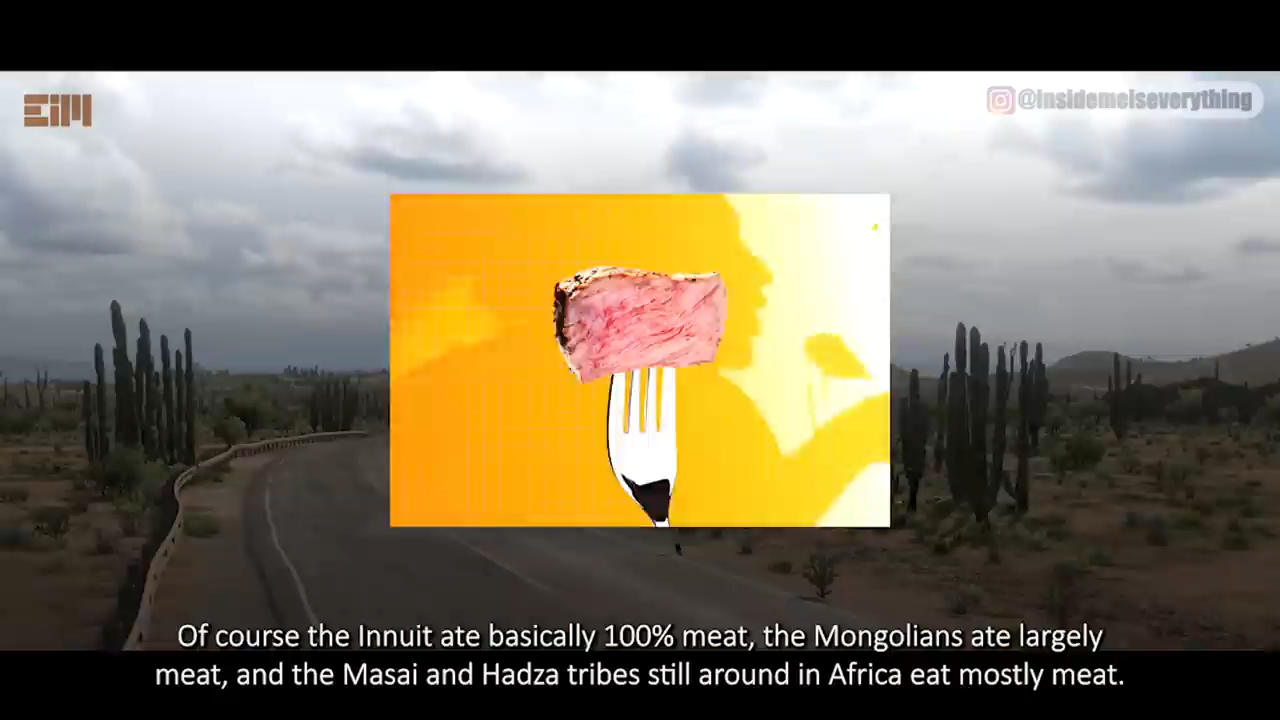 EiM
@insidemeiseverything
Of course the Innuit ate basically 100% meat, the Mongolians ate largely
meat, and the Masai and Hadza tribes still around in Africa eat mostly meat.